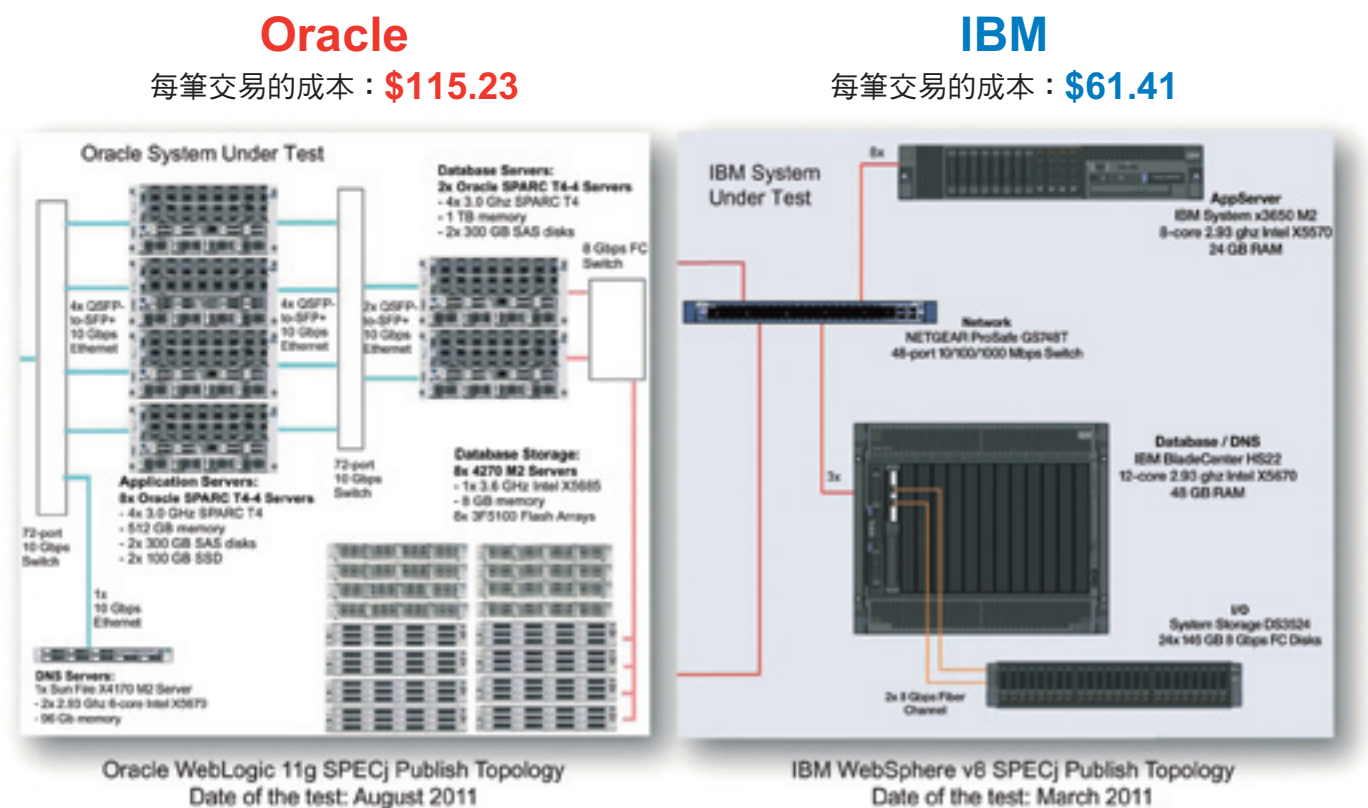 Oracle
每筆交易的成本：$115.23
IBM
每筆交易的成本：$61.41
Oracle System Under Test
Database Servers:
2x Oracle SPARC T4-4 Servers
- 4x 3.0 Ghz SPARC T4
- 1 TB memory
- 2x 300 GB SAS disks
8 Gbps FC
Switch
4x QSFP-
to-SFP+
10 Gbps
Ethernet
4x QSFP-
to-SFP+
10 Gbps
Ethernet
2x QSFP-
to-SFP+
10 Gbps
Ethernet
72-port
10 Gbps
Switch
Application Servers:
8x Oracle SPARC T4-4 Servers
- 4x 3.0 GHz SPARC T4
- 512 GB memory
- 2x 300 GB SAS disks
- 2x 100 GB SSD
Database Storage:
8x 4270 M2 Servers
- 1x 3.6 GHz Intel X5685
- 8 GB memory
8x 3F5100 Flash Arrays
72-port
10 Gbps
Switch
1x
10 Gbps
Ethernet
DNS Servers:
1x Sun Fire X4170 M2 Server
- 2x 2.93 Ghz 6-core Intel X5670
- 96 Gb memory
Oracle WebLogic 11g SPECj Publish Topology
Date of the test: August 2011
IBM System
Under Test
8x
AppServer
IBM System x3650 M2
8-core 2.93 ghz Intel X5570
24 GB RAM
Network
NETGEAR ProSafe GS748T
48-port 10/100/1000 Mbps Switch
3x
Database / DNS
IBM BladeCenter HS22
12-core 2.93 ghz Intel X5670
48 GB RAM
I/O
System Storage DS3524
24x 146 GB 8 Gbps FC Disks
2x 8 Gbps Fiber
Channel
IBM WebSphere v8 SPECj Publish Topology
Date of the test: March 2011